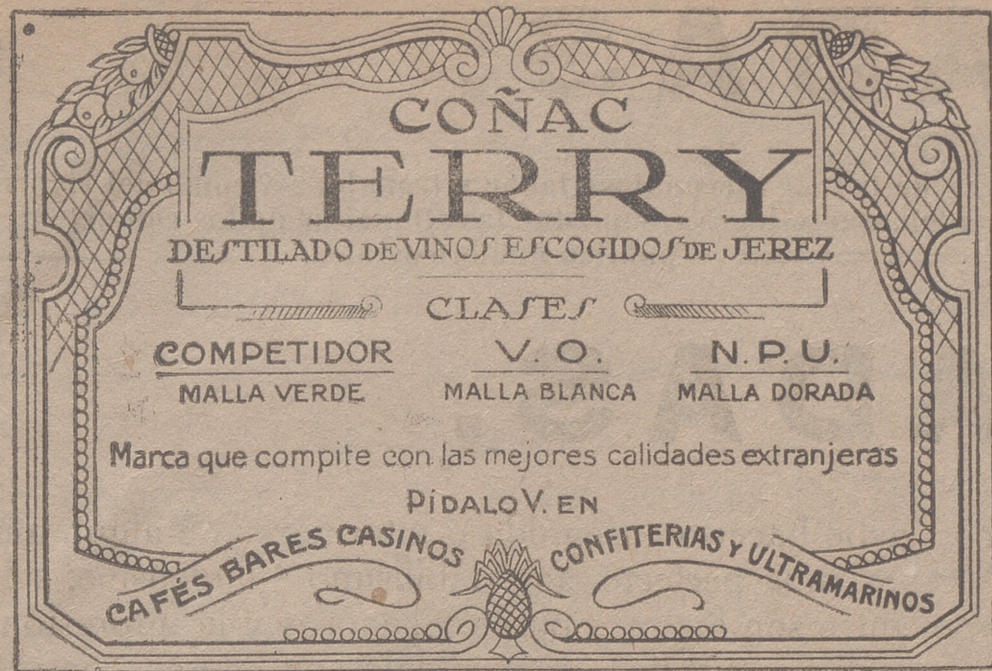 COÑAC
TERRY
DESTILADO DE VINOS ESCOGIDOS DE JEREZ
CLASES
COMPETIDOR V. O. N. P. U.
MALLA VERDE MALLA BLANCA MALLA DORADA
Marca que compite con las mejores calidades extranjeras
PÍDALO V. EN
CAFÉS BARES CASINOS CONFITERIAS Y ULTRAMARINOS